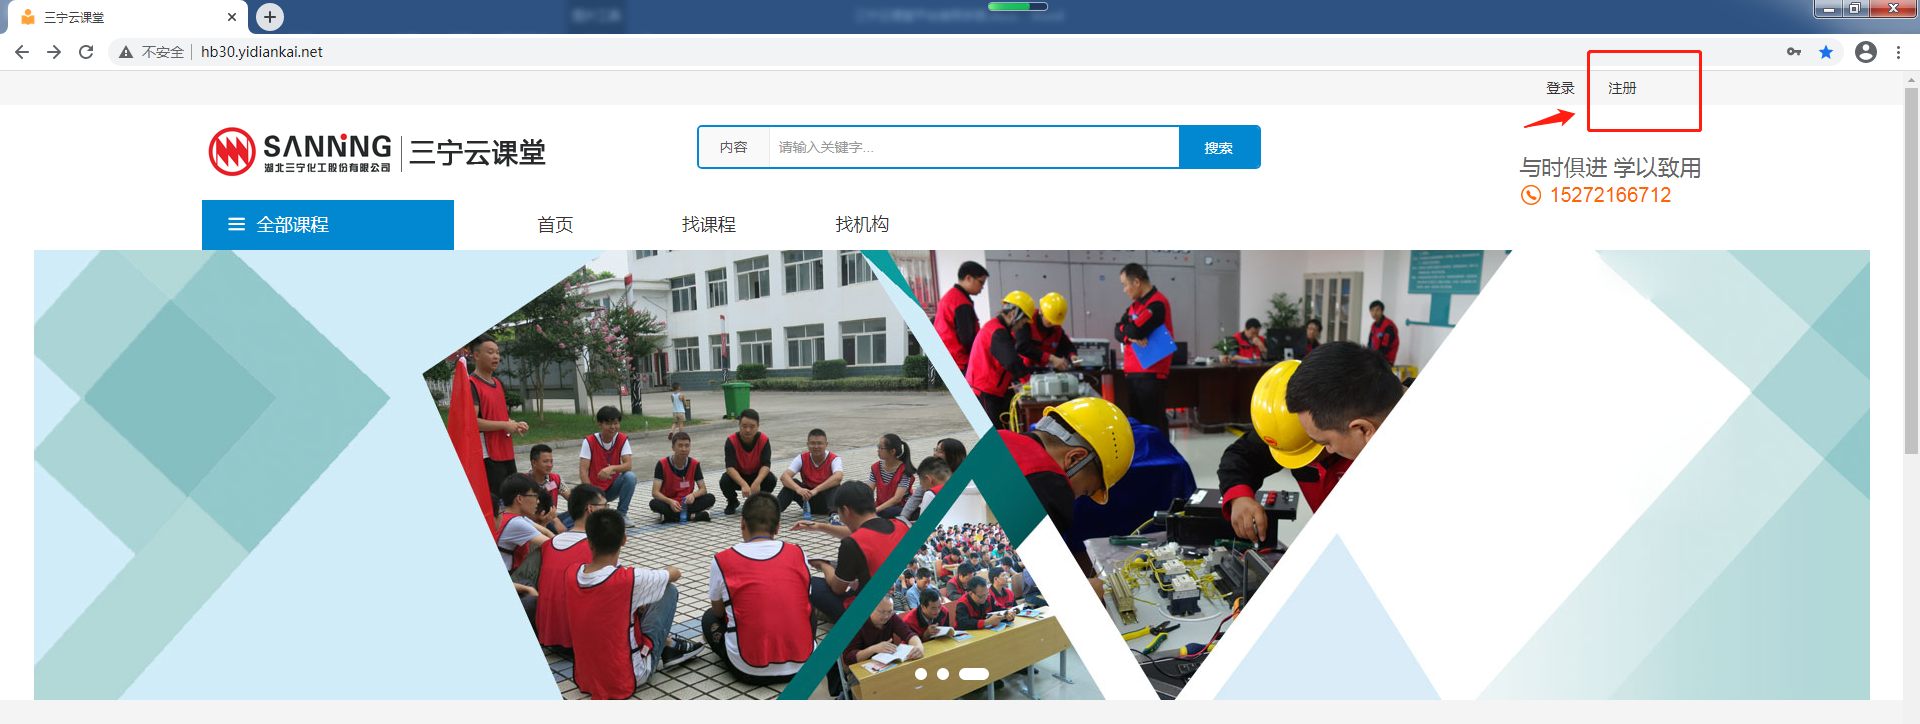 三宁云课堂
不安全 hb30.yidiankai.net
登录 注册
SANNING
湖北三宁化工股份有限公司
三宁云课堂
内容 请输入关键字... 搜索
与时俱进 学以致用
15272166712
全部课程 首页 找课程 找机构